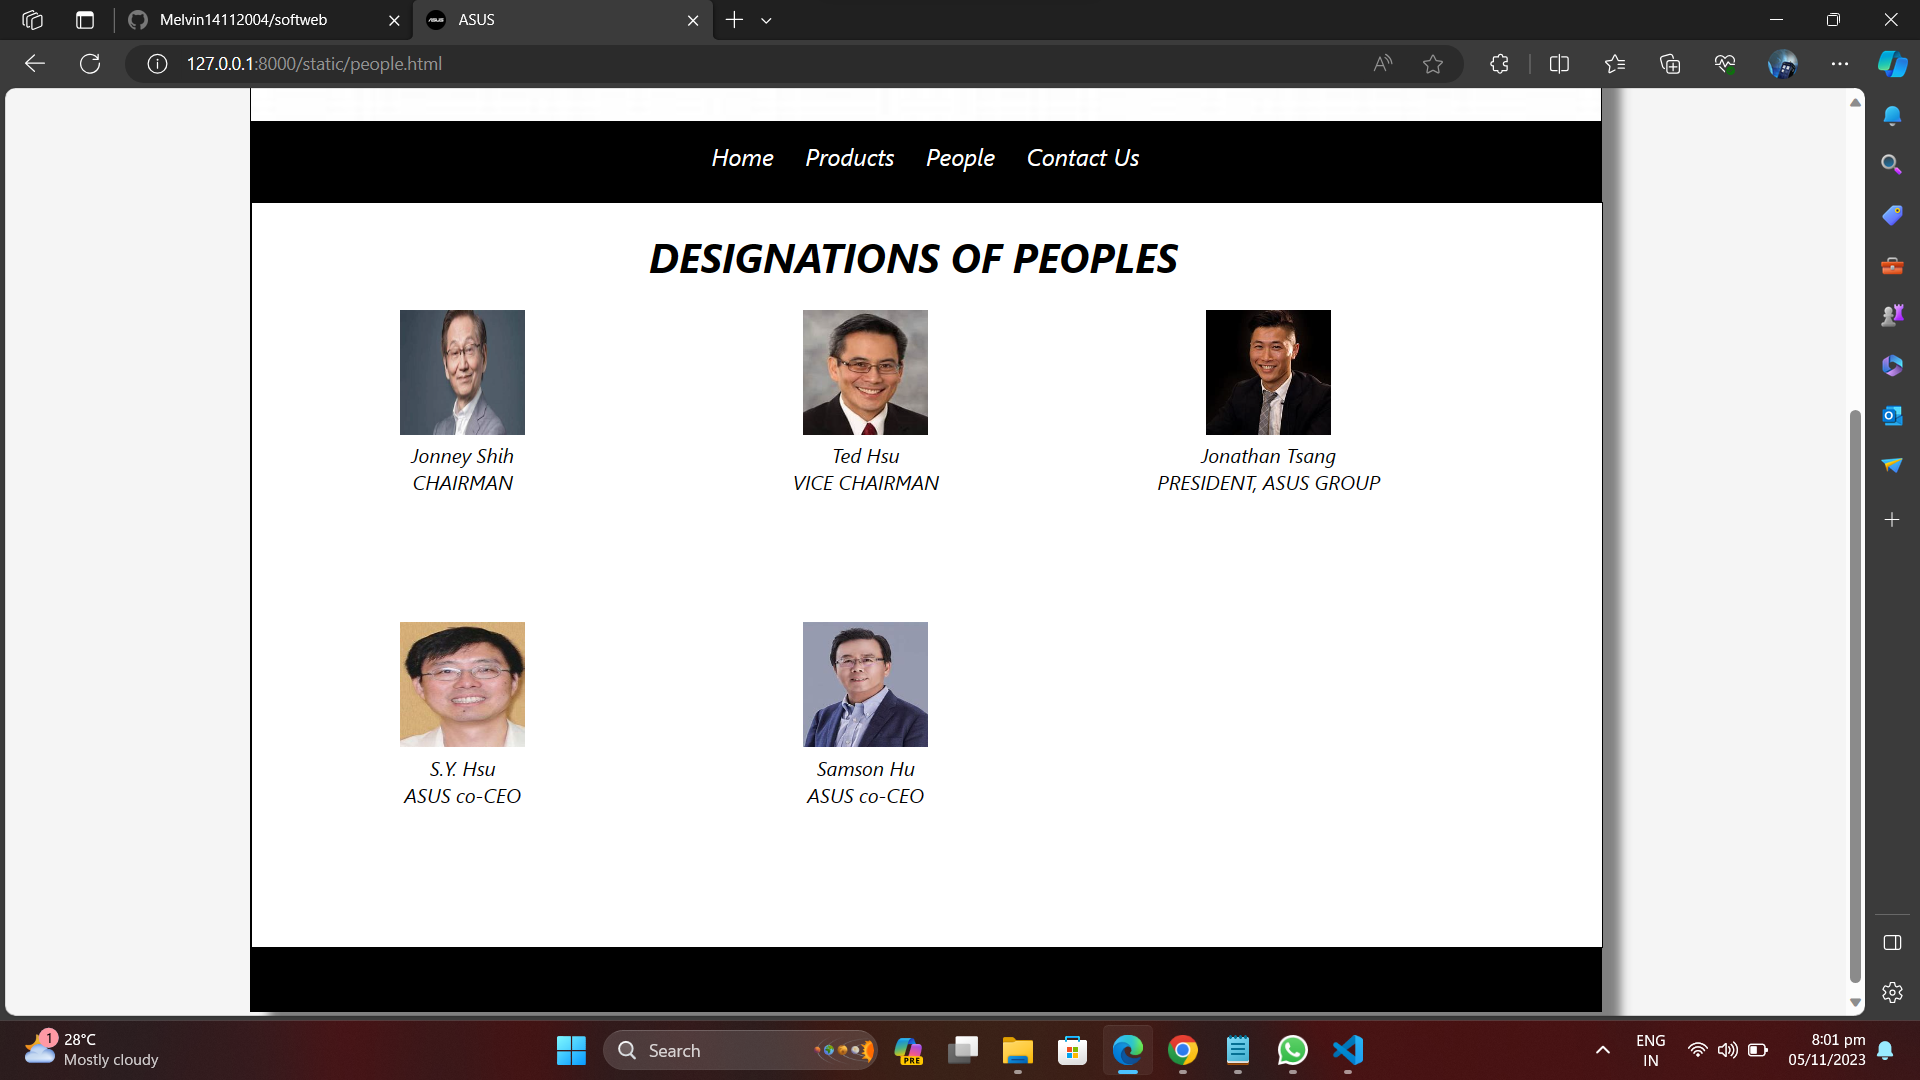 Melvin14112004/softweb
ASUS
127.0.0.1:8000/static/people.html
Home Products People Contact Us
DESIGNATIONS OF PEOPLES
Jonney Shih
CHAIRMAN
Ted Hsu
VICE CHAIRMAN
Jonathan Tsang
PRESIDENT, ASUS GROUP
S.Y. Hsu
ASUS co-CEO
Samson Hu
ASUS co-CEO
1
28°C
Mostly cloudy
Search
PRE
ENG
IN
8:01 pm
05/11/2023